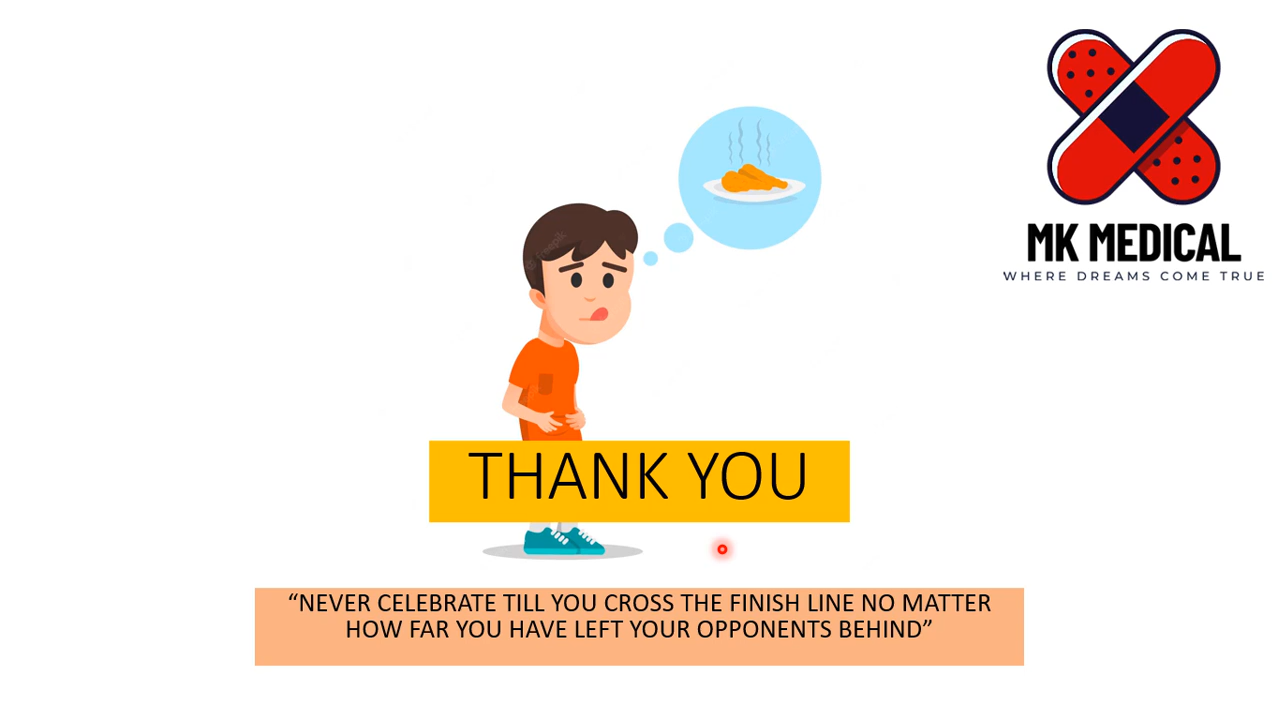 MK MEDICAL
WHERE DREAMS COME TRUE
THANK YOU
“NEVER CELEBRATE TILL YOU CROSS THE FINISH LINE NO MATTER
HOW FAR YOU HAVE LEFT YOUR OPPONENTS BEHIND”